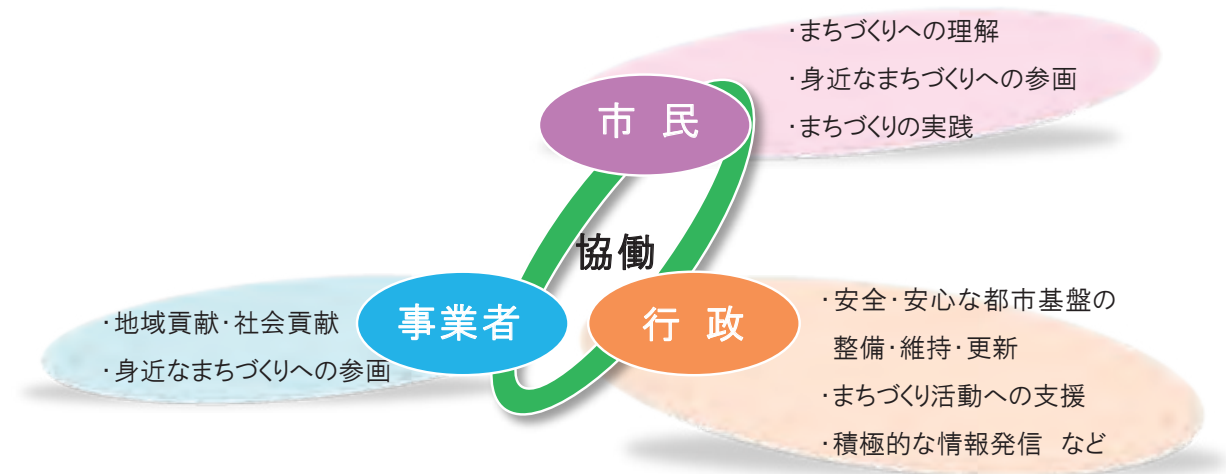 ・まちづくりへの理解
・身近なまちづくりへの参画
・まちづくりの実践
市 民
協働
事業者
・地域貢献・社会貢献
・身近なまちづくりへの参画
行 政
・安全・安心な都市基盤の
整備・維持・更新
・まちづくり活動への支援
・積極的な情報発信 など